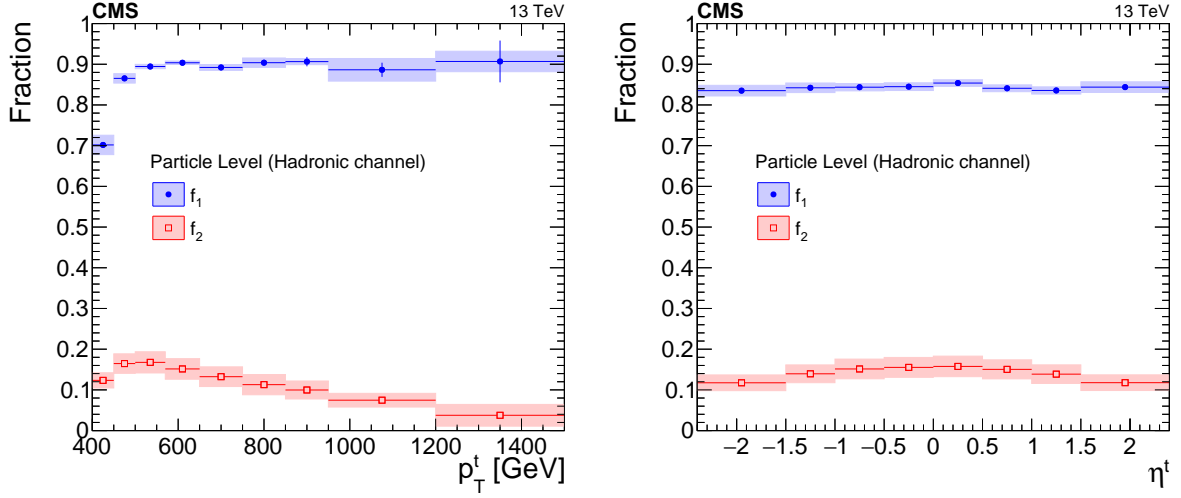 CMS 13 TeV
Fraction
1
0.9
0.8
0.7
0.6
0.5
0.4
0.3
0.2
0.1
0
Particle Level (Hadronic channel)
f₁
f₂
400 600 800 1000 1200 1400
p_T^t [GeV]
CMS 13 TeV
Fraction
1
0.9
0.8
0.7
0.6
0.5
0.4
0.3
0.2
0.1
0
Particle Level (Hadronic channel)
f₁
f₂
−2 −1.5 −1 −0.5 0 0.5 1 1.5 2
η^t